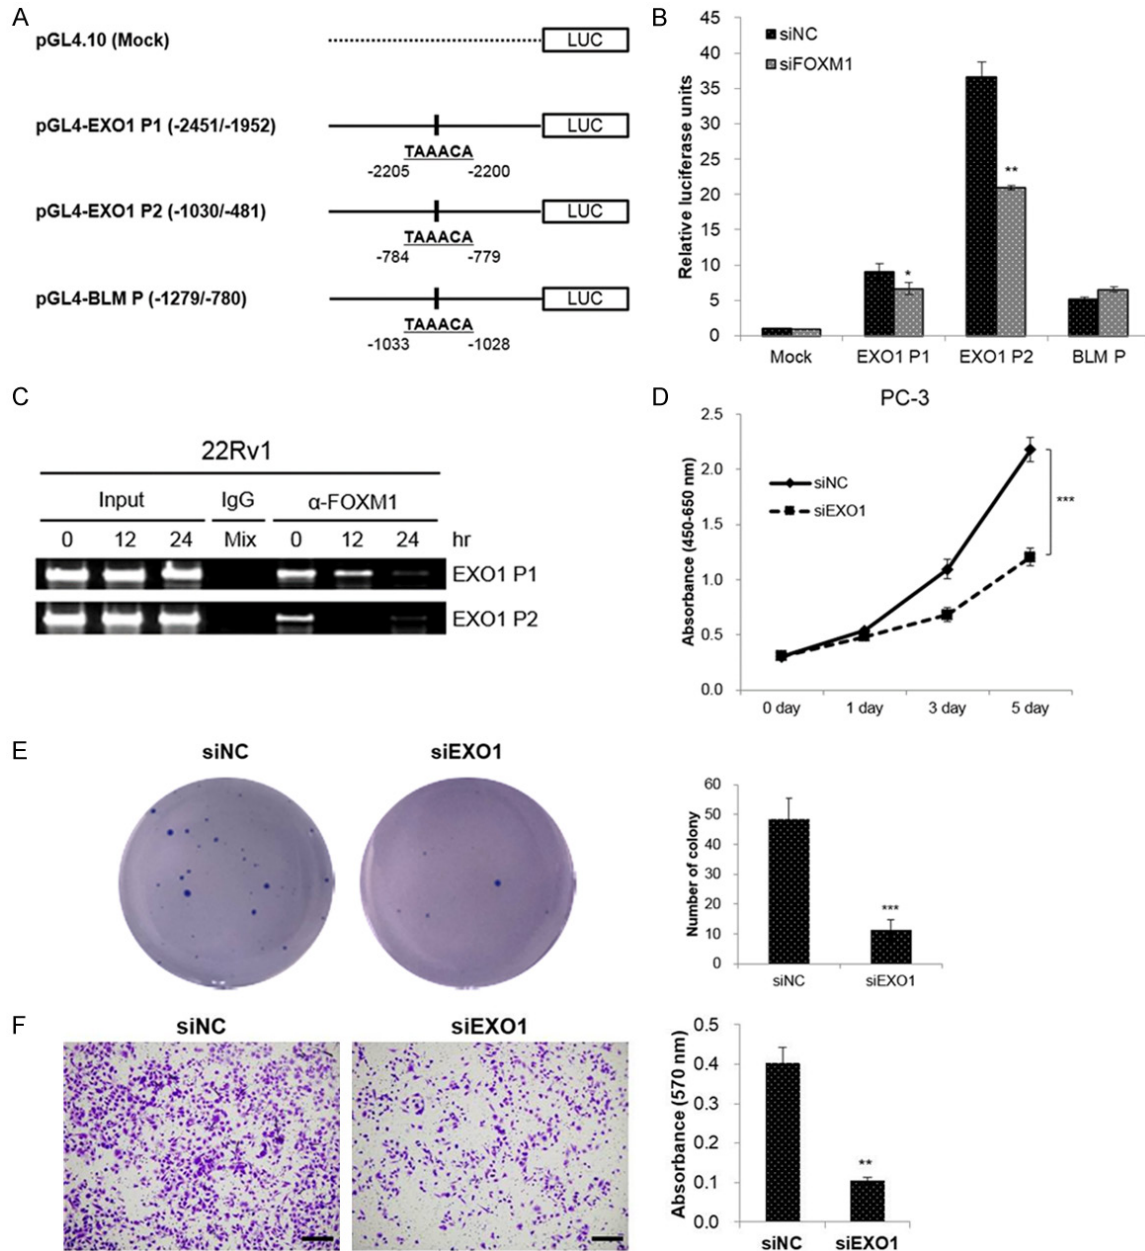 A
pGL4.10 (Mock)
LUC
pGL4-EXO1 P1 (-2451/-1952)
LUC
TAAACA
-2205 -2200
pGL4-EXO1 P2 (-1030/-481)
LUC
TAAACA
-784 -779
pGL4-BLM P (-1279/-780)
LUC
TAAACA
-1033 -1028
B
siNC
siFOXM1
Relative luciferase units
45
40
35
30
25
20
15
10
5
0
**
*
Mock EXO1 P1 EXO1 P2 BLM P
C
22Rv1
Input IgG α-FOXM1
0 12 24 Mix 0 12 24 hr
EXO1 P1
EXO1 P2
D
PC-3
Absorbance (450-650 nm)
2.5
2.0
1.5
1.0
0.5
0.0
siNC
siEXO1
***
0 day 1 day 3 day 5 day
E
siNC siEXO1
Number of colony
60
50
40
30
20
10
0
***
siNC siEXO1
F
siNC siEXO1
Absorbance (570 nm)
0.5
0.4
0.3
0.2
0.1
0.0
**
siNC siEXO1